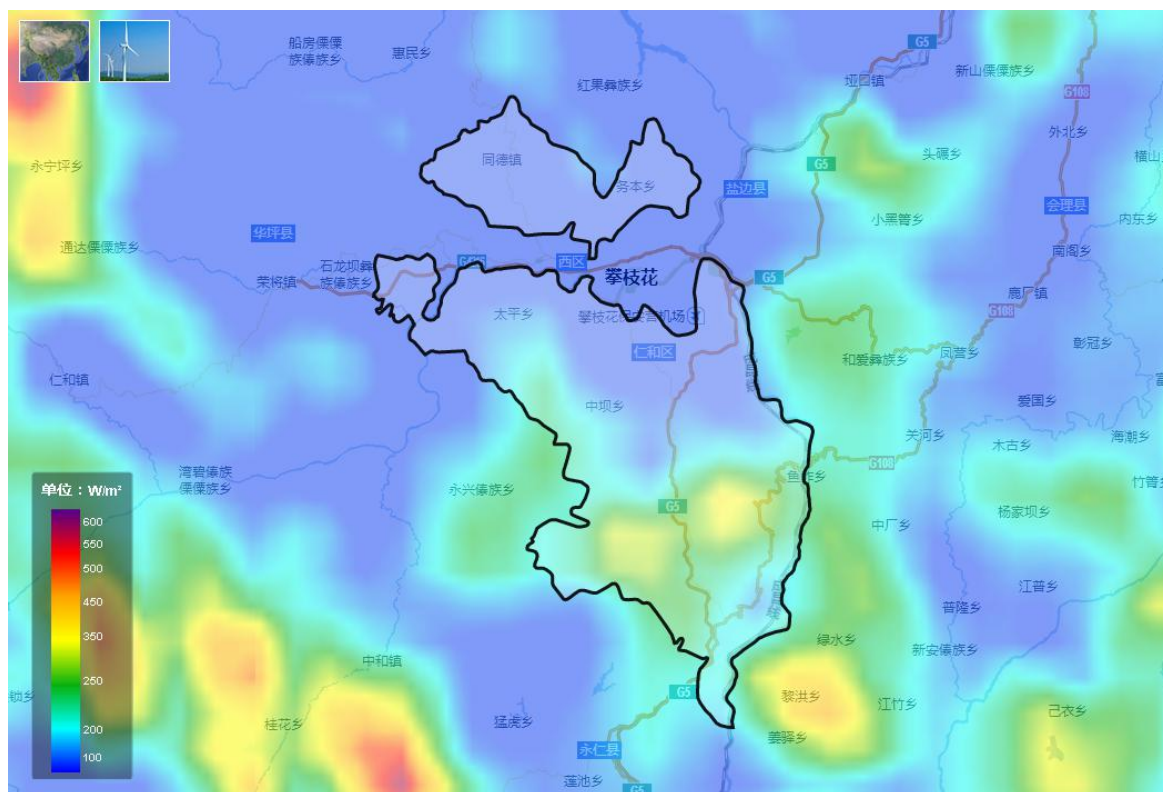 船房傈僳
族傣族乡
惠民乡
G5
新山傈僳族乡
红果彝族乡
垭口镇
G108
外北乡
永宁坪乡
同德镇
G5
头碾乡
横山
务本乡
盐边县
会理县
小黑箐乡
内东乡
华坪县
通达傈僳族乡
南阁乡
石龙坝彝
族傣族乡
西区
荣将镇
攀枝花
G5
鹿厂镇
G108
太平乡
攀枝花保安营机场
彰冠乡
仁和区
和爱彝族乡
凤营乡
仁和镇
中坝乡
爱国乡
关河乡
木古乡
海潮乡
G108
湾碧傣族
傈僳族乡
鱼鲊乡
竹箐乡
单位：W/m²
永兴傣族乡
G5
杨家坝乡
600
中厂乡
550
500
江普乡
450
普隆乡
350
绿水乡
新安傣族乡
中和镇
250
G5
黎洪乡
江竹乡
己衣乡
200
桂花乡
猛虎乡
姜驿乡
100
永仁县
莲池乡
G5